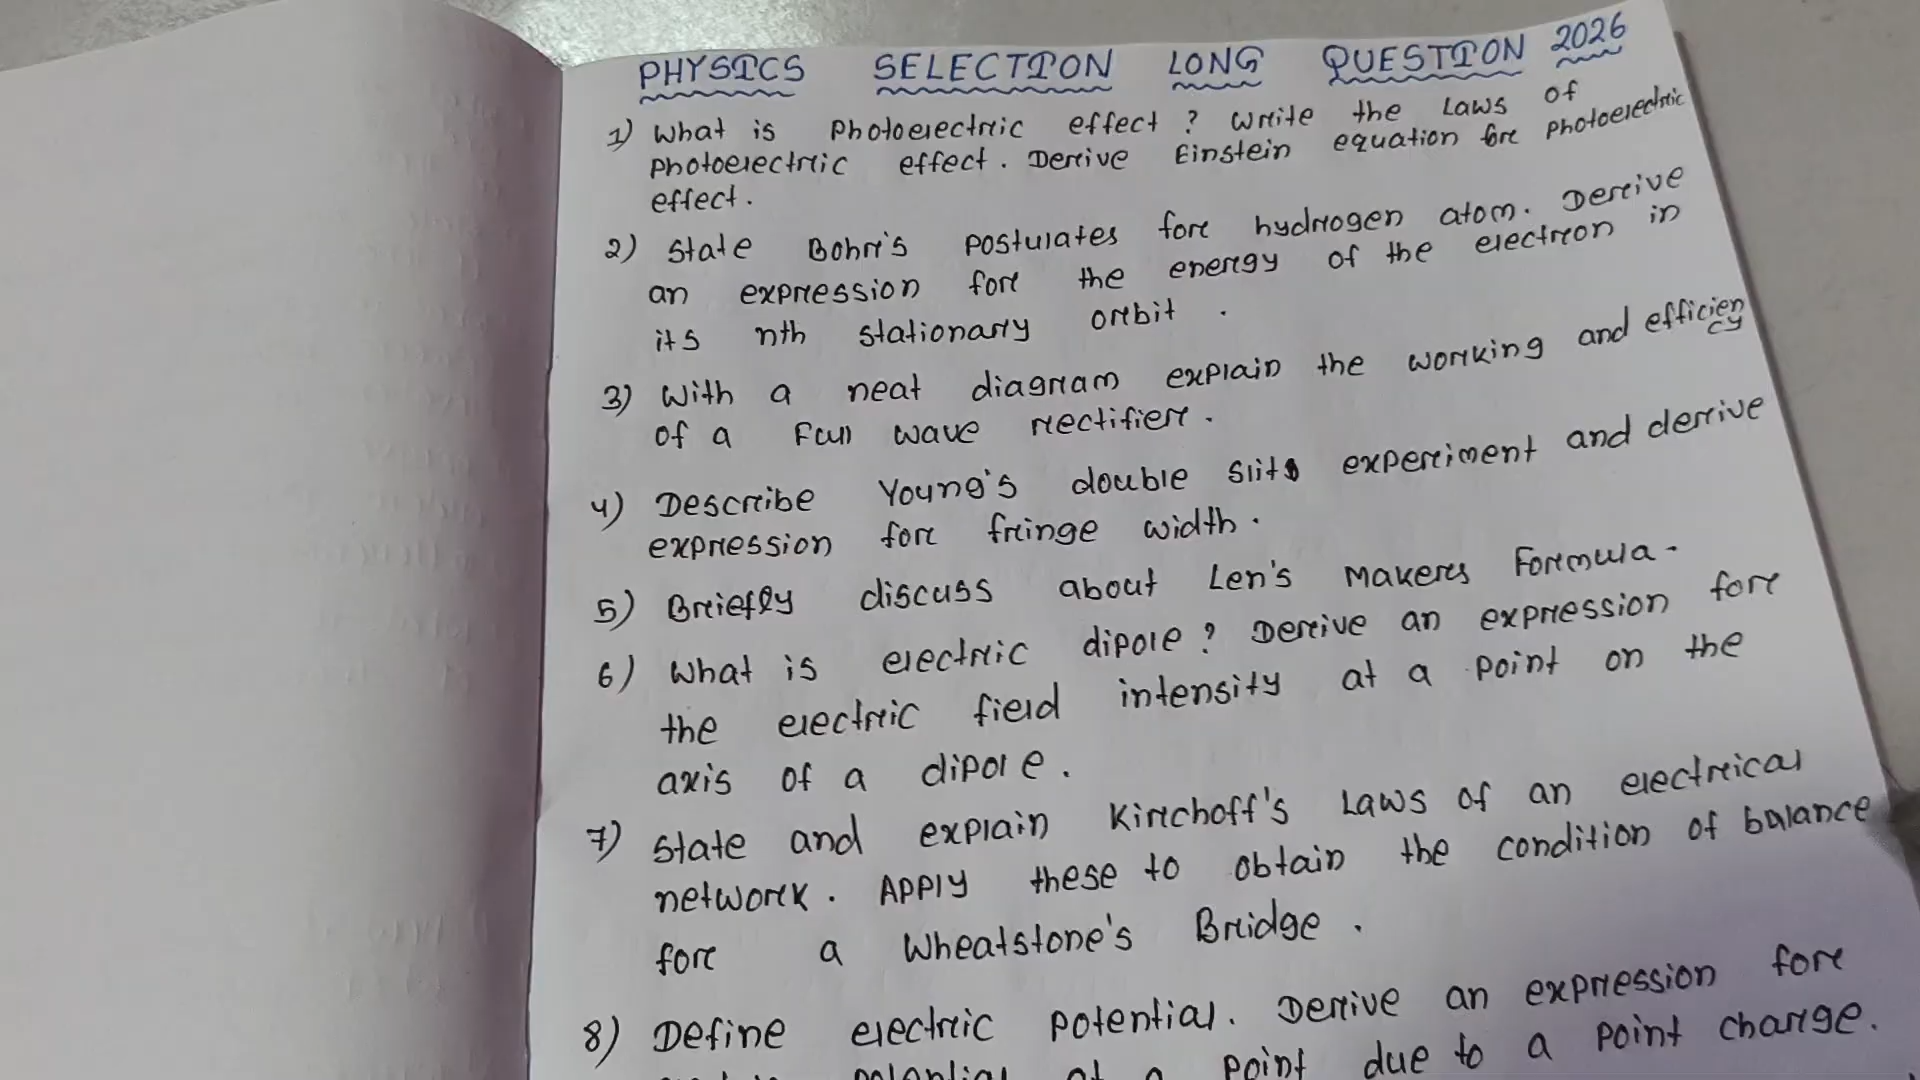 PHYSICS SELECTION LONG QUESTION 2026
1) What is Photoelectric effect ? Write the Laws of
Photoelectric effect. Derive Einstein equation for Photoelectric
effect.
2) State Bohr's Postulates for hydrogen atom. Derive
an expression for the energy of the electron in
its nth stationary orbit.
3) With a neat diagram explain the working and efficien
cy
of a Full wave rectifier.
4) Describe Young's double slits experiment and derive
expression for fringe width.
5) Briefly discuss about Len's Makers Formula-
6) What is electric dipole ? Derive an expression for
the electric field intensity at a point on the
axis of a dipole.
7) State and explain Kirchoff's Laws of an electrical
network. Apply these to obtain the condition of balance
for a Wheatstone's Bridge.
8) Define electric potential. Derive an expression for
potential at a point due to a point charge.